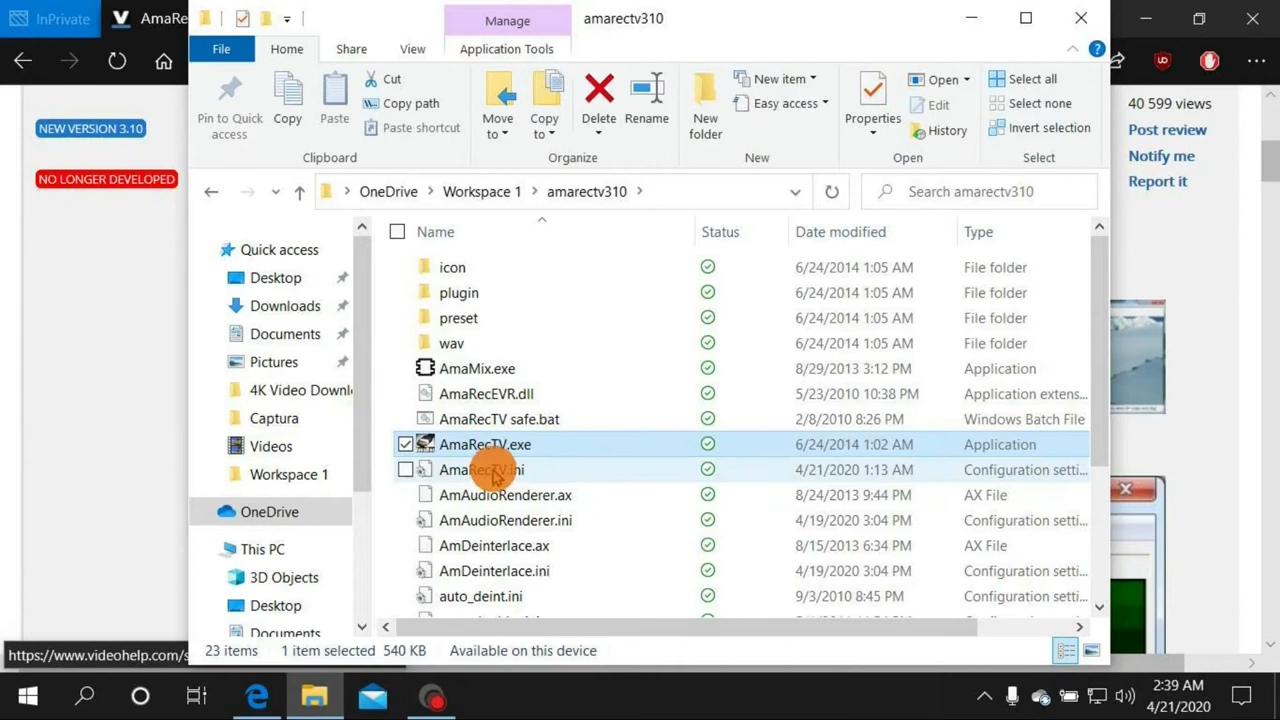 InPrivate
AmaRe
Manage
amarectv310
File
Home
Share
View
Application Tools
Pin to Quick access
Copy
Paste
Cut
Copy path
Paste shortcut
Clipboard
Move to
Copy to
Delete
Rename
Organize
New folder
New item
Easy access
New
Properties
Open
Edit
History
Open
Select all
Select none
Invert selection
Select
OneDrive
Workspace 1
amarectv310
Search amarectv310
NEW VERSION 3.10
NO LONGER DEVELOPED
40 599 views
Post review
Notify me
Report it
Quick access
Desktop
Downloads
Documents
Pictures
4K Video Downl
Captura
Videos
Workspace 1
OneDrive
This PC
3D Objects
Desktop
Documents
Name Status Date modified Type
icon 6/24/2014 1:05 AM File folder
plugin 6/24/2014 1:05 AM File folder
preset 6/24/2014 1:05 AM File folder
wav 6/24/2014 1:05 AM File folder
AmaMix.exe 8/29/2013 3:12 PM Application
AmaRecEVR.dll 5/23/2010 10:38 PM Application extens...
AmaRecTV safe.bat 2/8/2010 8:26 PM Windows Batch File
AmaRecTV.exe 6/24/2014 1:02 AM Application
AmaRecTV.ini 4/21/2020 1:13 AM Configuration setti...
AmAudioRenderer.ax 8/24/2013 9:44 PM AX File
AmAudioRenderer.ini 4/19/2020 3:04 PM Configuration setti...
AmDeinterlace.ax 8/15/2013 6:34 PM AX File
AmDeinterlace.ini 4/19/2020 3:04 PM Configuration setti...
auto_deint.ini 9/3/2010 8:45 PM Configuration setti...
23 items 1 item selected 540 KB Available on this device
https://www.videohelp.com/s
2:39 AM
4/21/2020